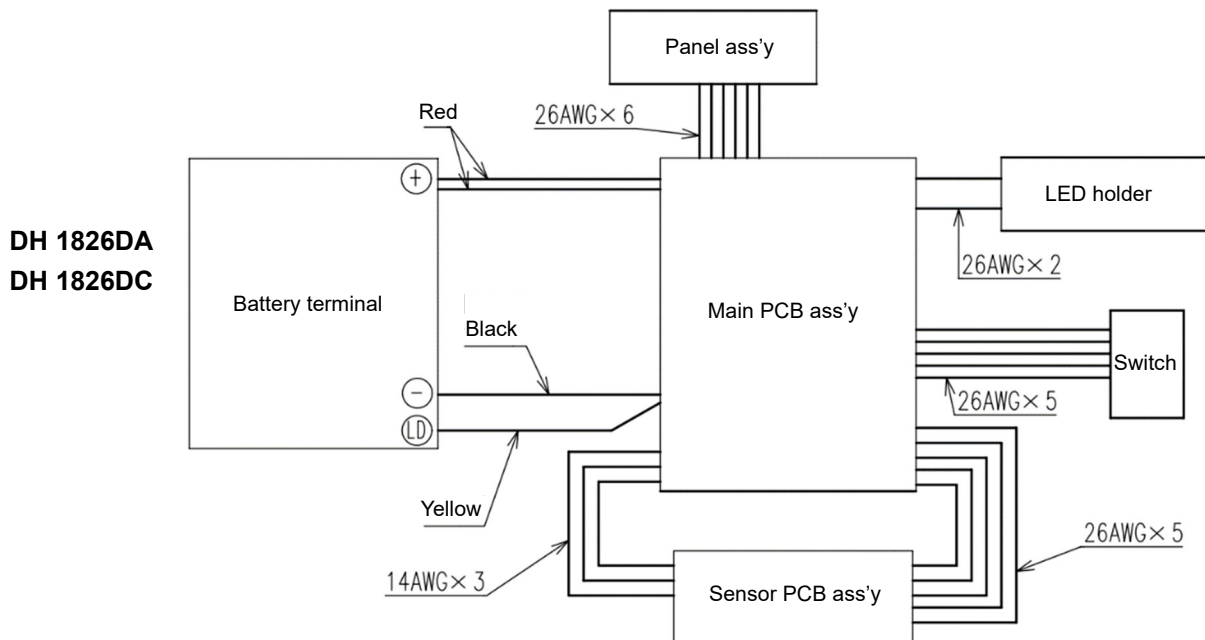 Panel ass'y
26AWG× 6
Red
+
LED holder
26AWG× 2
DH 1826DA
DH 1826DC
Battery terminal
Main PCB ass'y
Black
Switch
26AWG× 5
-
LD
Yellow
26AWG× 5
14AWG× 3
Sensor PCB ass'y